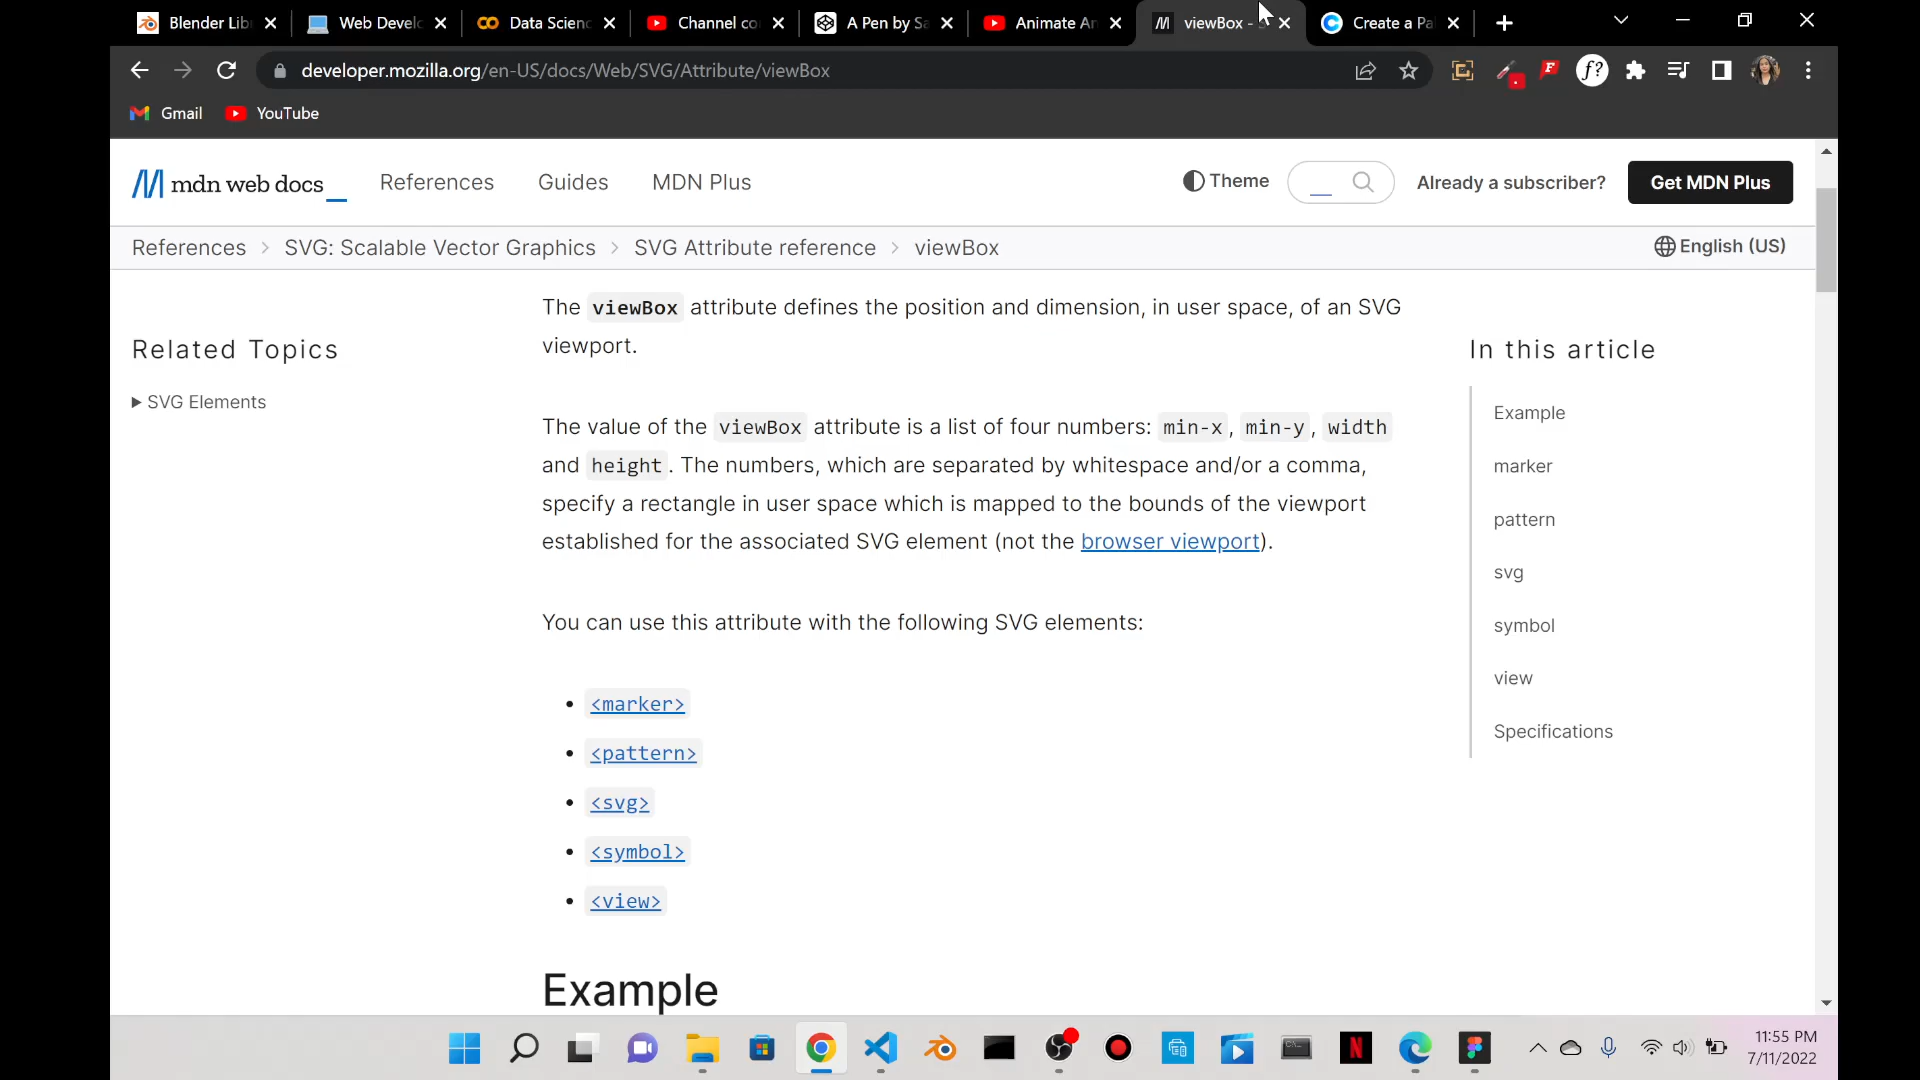 Blender Lib
Web Develo
Data Scienc
Channel co
A Pen by Sa
Animate An
viewBox -
Create a Pa
developer.mozilla.org/en-US/docs/Web/SVG/Attribute/viewBox
Gmail YouTube
mdn web docs References Guides MDN Plus Theme Already a subscriber? Get MDN Plus
References > SVG: Scalable Vector Graphics > SVG Attribute reference > viewBox English (US)
Related Topics
SVG Elements
The viewBox attribute defines the position and dimension, in user space, of an SVG
viewport.
The value of the viewBox attribute is a list of four numbers: min-x, min-y, width
and height. The numbers, which are separated by whitespace and/or a comma,
specify a rectangle in user space which is mapped to the bounds of the viewport
established for the associated SVG element (not the browser viewport).
You can use this attribute with the following SVG elements:
• <marker>
• <pattern>
• <svg>
• <symbol>
• <view>
Example
In this article
Example
marker
pattern
svg
symbol
view
Specifications
11:55 PM
7/11/2022